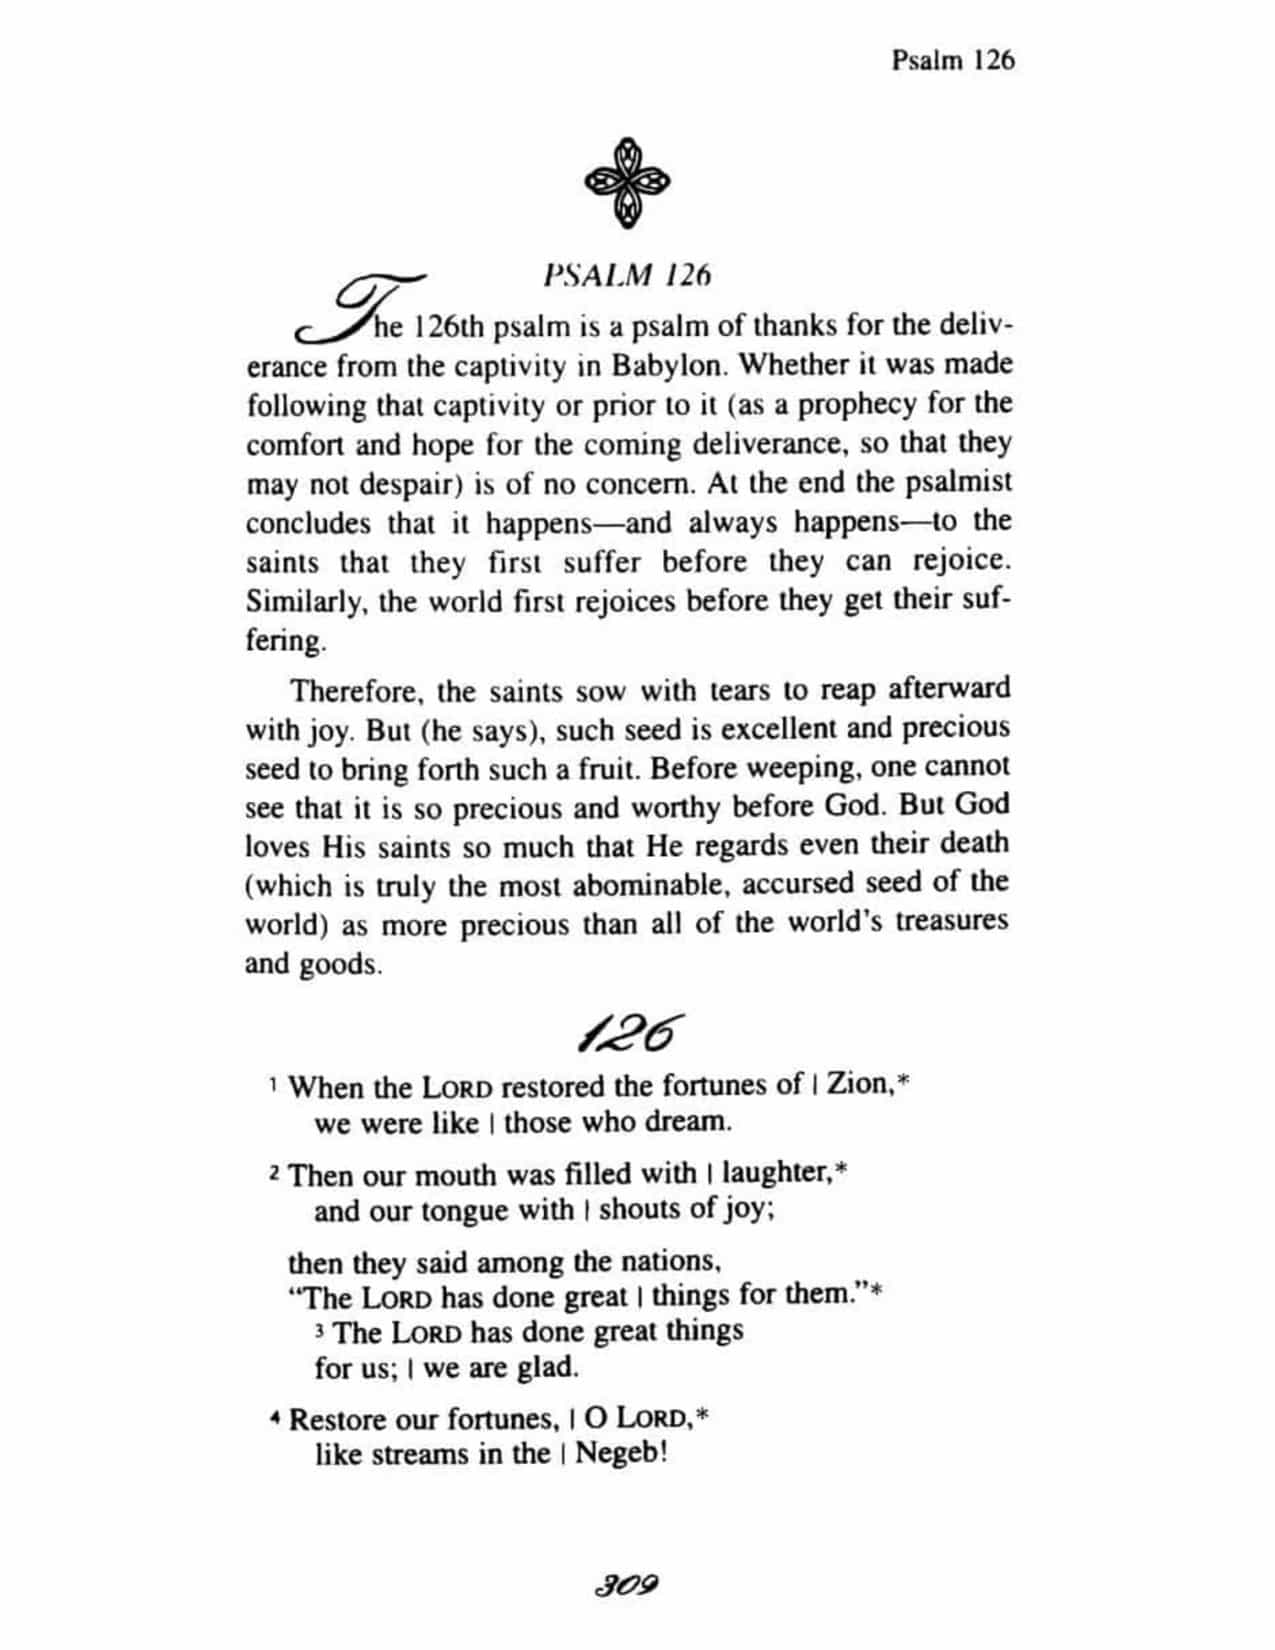 Psalm 126
PSALM 126
The 126th psalm is a psalm of thanks for the deliv-
erance from the captivity in Babylon. Whether it was made
following that captivity or prior to it (as a prophecy for the
comfort and hope for the coming deliverance, so that they
may not despair) is of no concern. At the end the psalmist
concludes that it happens—and always happens—to the
saints that they first suffer before they can rejoice.
Similarly, the world first rejoices before they get their suf-
fering.
Therefore, the saints sow with tears to reap afterward
with joy. But (he says), such seed is excellent and precious
seed to bring forth such a fruit. Before weeping, one cannot
see that it is so precious and worthy before God. But God
loves His saints so much that He regards even their death
(which is truly the most abominable, accursed seed of the
world) as more precious than all of the world's treasures
and goods.
126
1 When the LORD restored the fortunes of | Zion,*
we were like | those who dream.
2 Then our mouth was filled with | laughter,*
and our tongue with | shouts of joy;
then they said among the nations,
“The LORD has done great | things for them.”*
3 The LORD has done great things
for us; | we are glad.
4 Restore our fortunes, | O LORD,*
like streams in the | Negeb!
309